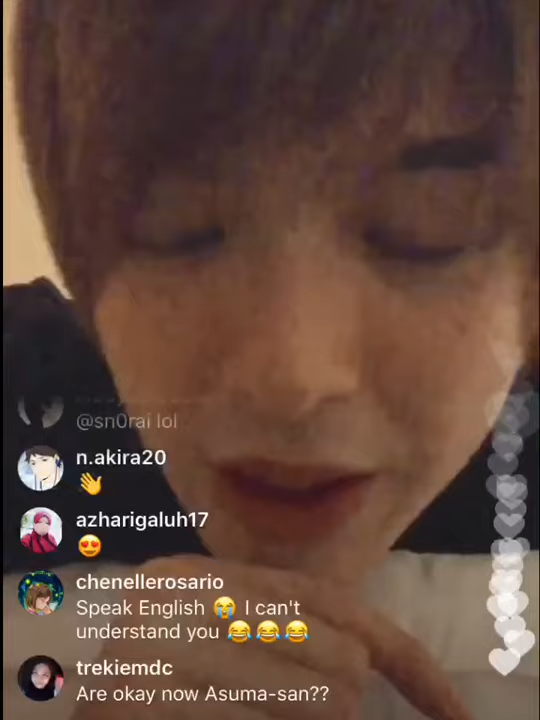 @sn0rai lol
n.akira20
👋
azharigaluh17
😍
chenellerosario
Speak English 😭 I can't
understand you 😂😂😂
trekiemdc
Are okay now Asuma-san??